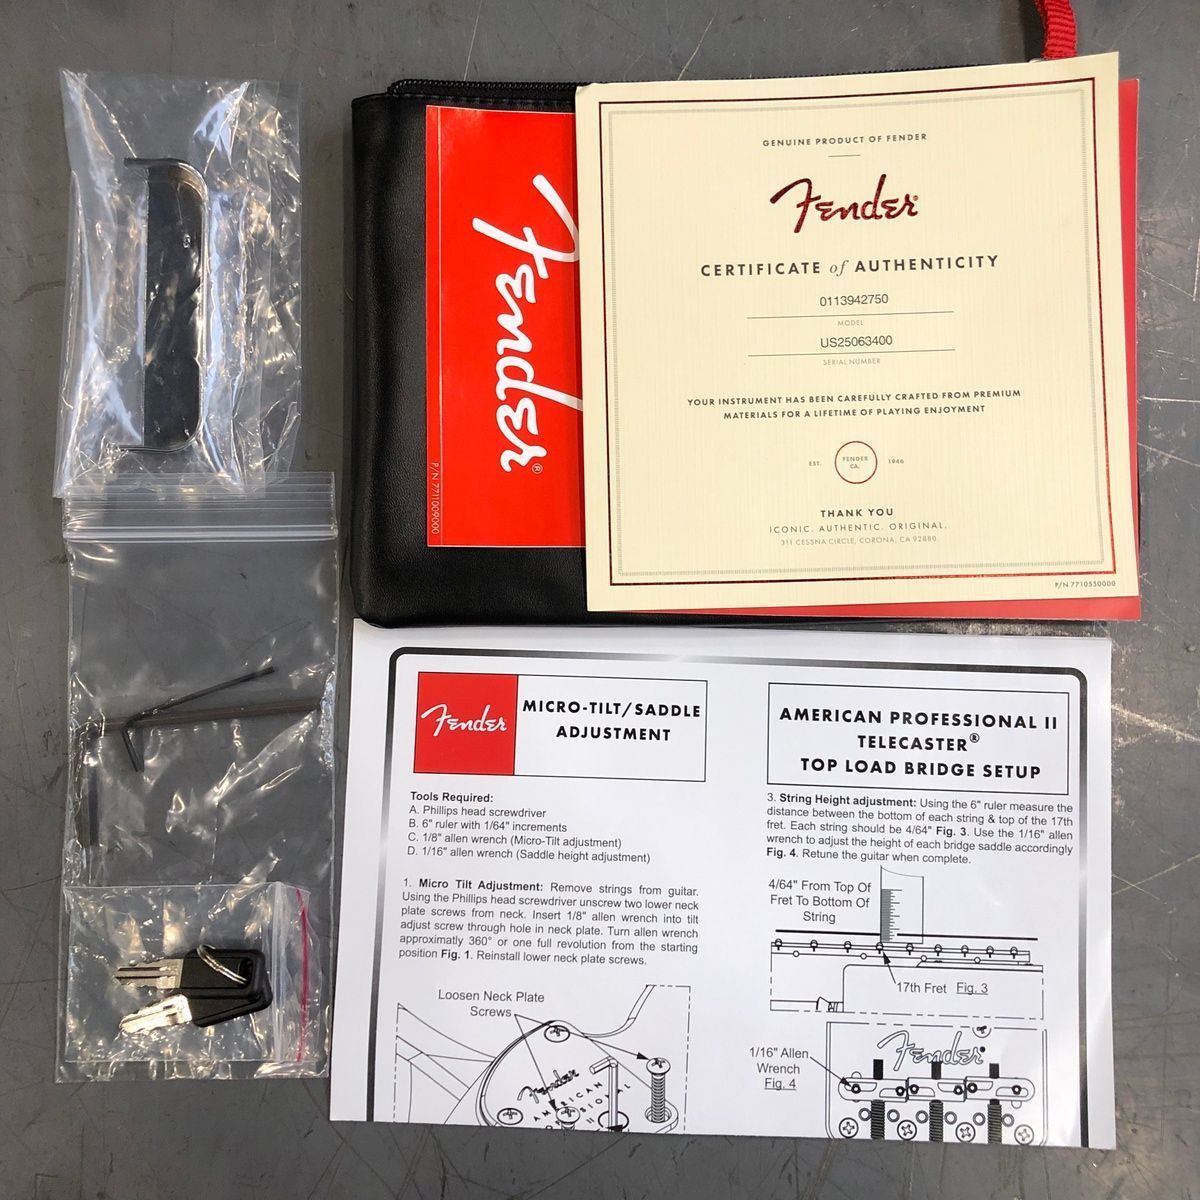 Fender®
P/N 7711009000
GENUINE PRODUCT OF FENDER
Fender®
CERTIFICATE of AUTHENTICITY
0113942750
MODEL
US25063400
SERIAL NUMBER
YOUR INSTRUMENT HAS BEEN CAREFULLY CRAFTED FROM PREMIUM
MATERIALS FOR A LIFETIME OF PLAYING ENJOYMENT
EST. FENDER CA. 1946
THANK YOU
ICONIC. AUTHENTIC. ORIGINAL.
311 CESSNA CIRCLE, CORONA, CA 92880
P/N 7710550000
Fender
MICRO-TILT/SADDLE
ADJUSTMENT
Tools Required:
A. Phillips head screwdriver
B. 6" ruler with 1/64" increments
C. 1/8" allen wrench (Micro-Tilt adjustment)
D. 1/16" allen wrench (Saddle height adjustment)
1. Micro Tilt Adjustment: Remove strings from guitar.
Using the Phillips head screwdriver unscrew two lower neck
plate screws from neck. Insert 1/8" allen wrench into tilt
adjust screw through hole in neck plate. Turn allen wrench
approximatly 360° or one full revolution from the starting
position Fig. 1. Reinstall lower neck plate screws.
Loosen Neck Plate
Screws
Fender
AMERICAN
II
AMERICAN PROFESSIONAL II
TELECASTER®
TOP LOAD BRIDGE SETUP
3. String Height adjustment: Using the 6" ruler measure the
distance between the bottom of each string & top of the 17th
fret. Each string should be 4/64" Fig. 3. Use the 1/16" allen
wrench to adjust the height of each bridge saddle accordingly
Fig. 4. Retune the guitar when complete.
4/64" From Top Of
Fret To Bottom Of
String
17th Fret Fig. 3
1/16" Allen
Wrench
Fig. 4
Fender